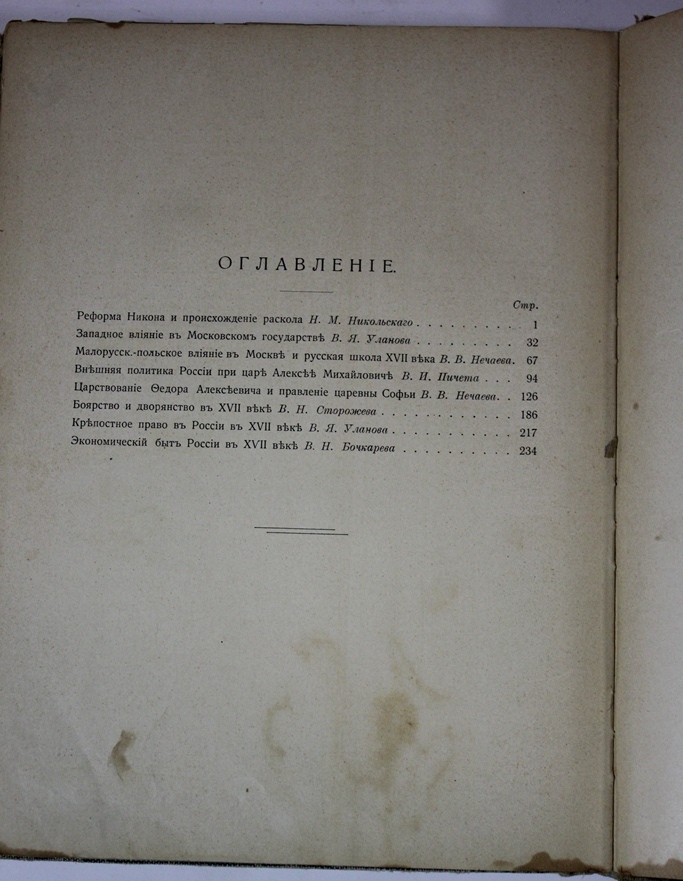 ОГЛАВЛЕНІЕ.
Стр.
Реформа Никона и происхожденіе раскола Н. М. Никольскаго . . . . . . . . . 1
Западное вліяніе въ Московскомъ государствѣ В. Я. Уланова . . . . . . . . 32
Малорусск.-польское вліяніе въ Москвѣ и русская школа XVII вѣка В. В. Нечаева. 67
Внѣшняя политика Россіи при царѣ Алексѣѣ Михайловичѣ В. И. Пичета . . . 94
Царствованіе Ѳедора Алексѣевича и правленіе царевны Софьи В. В. Нечаева. . 126
Боярство и дворянство въ XVII вѣкѣ В. Н. Сторожева . . . . . . . . . . . . 186
Крѣпостное право въ Россіи въ XVII вѣкѣ В. Я. Уланова . . . . . . . . . . . 217
Экономическій бытъ Россіи въ XVII вѣкѣ В. Н. Бочкарева . . . . . . . . . . 234